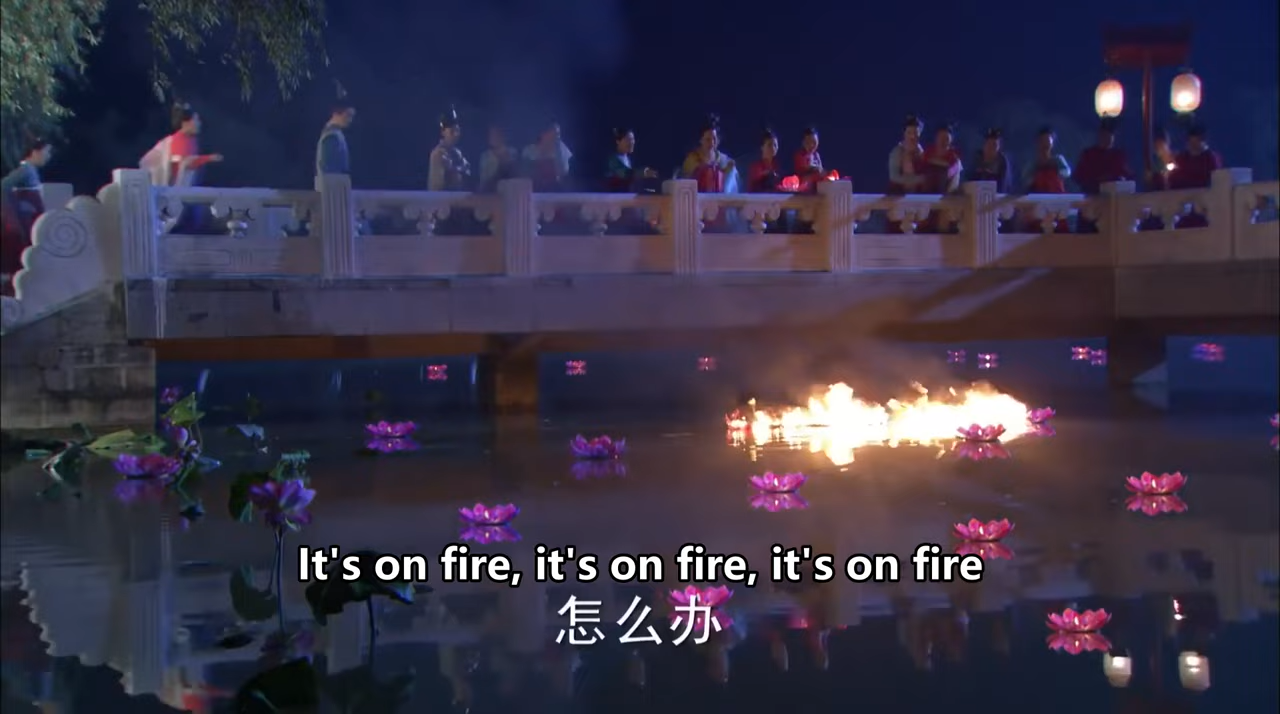 It's on fire, it's on fire, it's on fire
怎么办